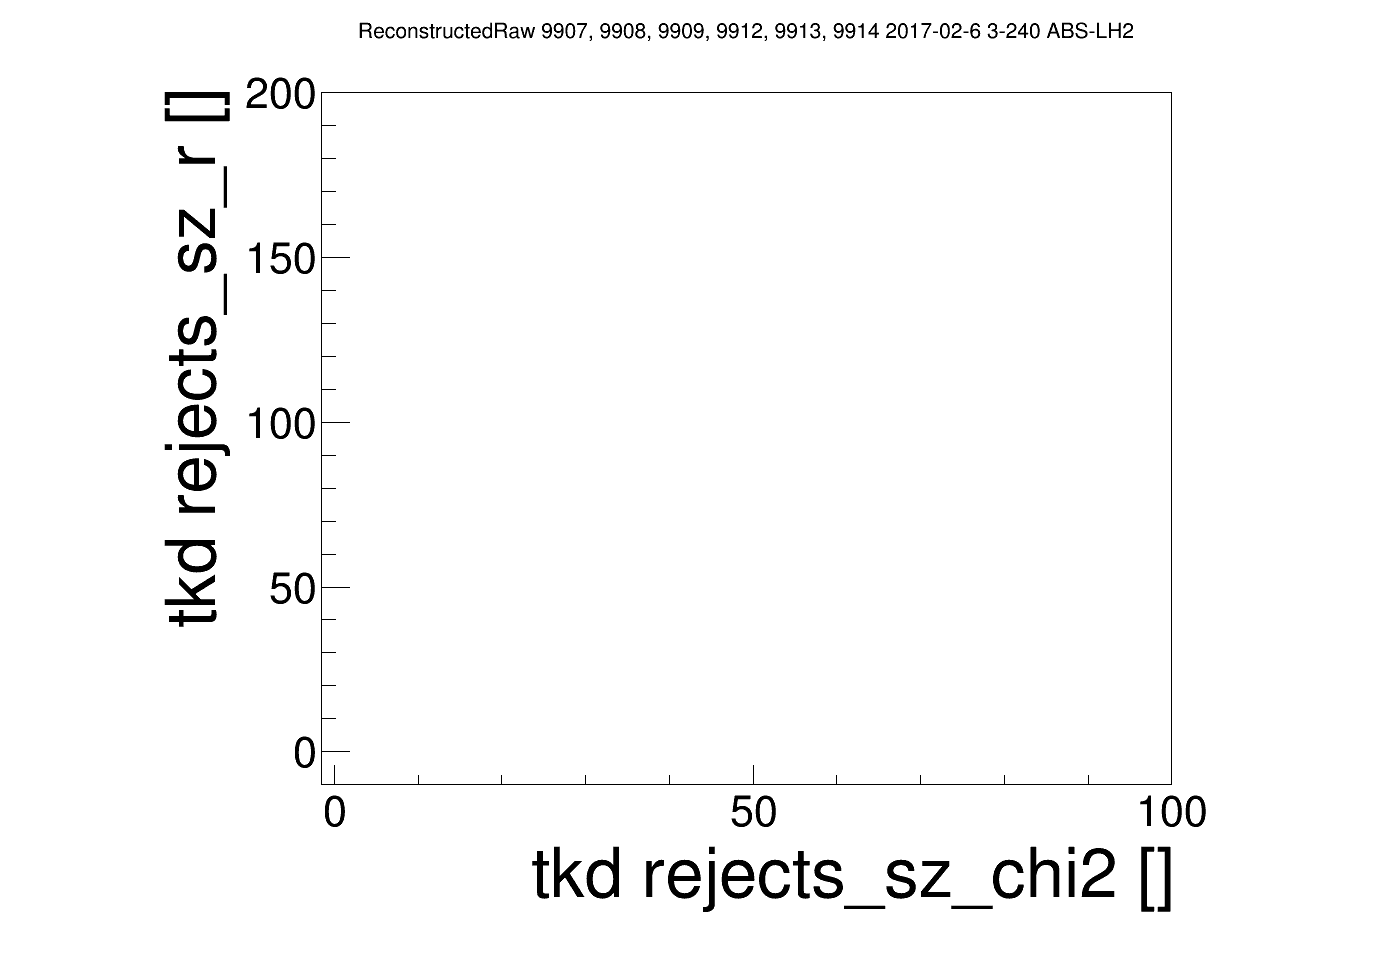 ReconstructedRaw 9907, 9908, 9909, 9912, 9913, 9914 2017-02-6 3-240 ABS-LH2
tkd rejects_sz_r []
200
150
100
50
0
0 50 100
tkd rejects_sz_chi2 []